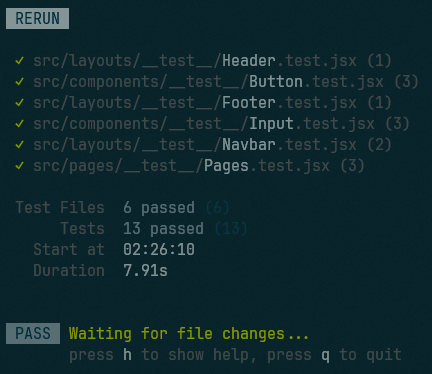 RERUN
✓ src/layouts/__test__/Header.test.jsx (1)
✓ src/components/__test__/Button.test.jsx (3)
✓ src/layouts/__test__/Footer.test.jsx (1)
✓ src/components/__test__/Input.test.jsx (3)
✓ src/layouts/__test__/Navbar.test.jsx (2)
✓ src/pages/__test__/Pages.test.jsx (3)
Test Files 6 passed (6)
Tests 13 passed (13)
Start at 02:26:10
Duration 7.91s
PASS Waiting for file changes...
press h to show help, press q to quit